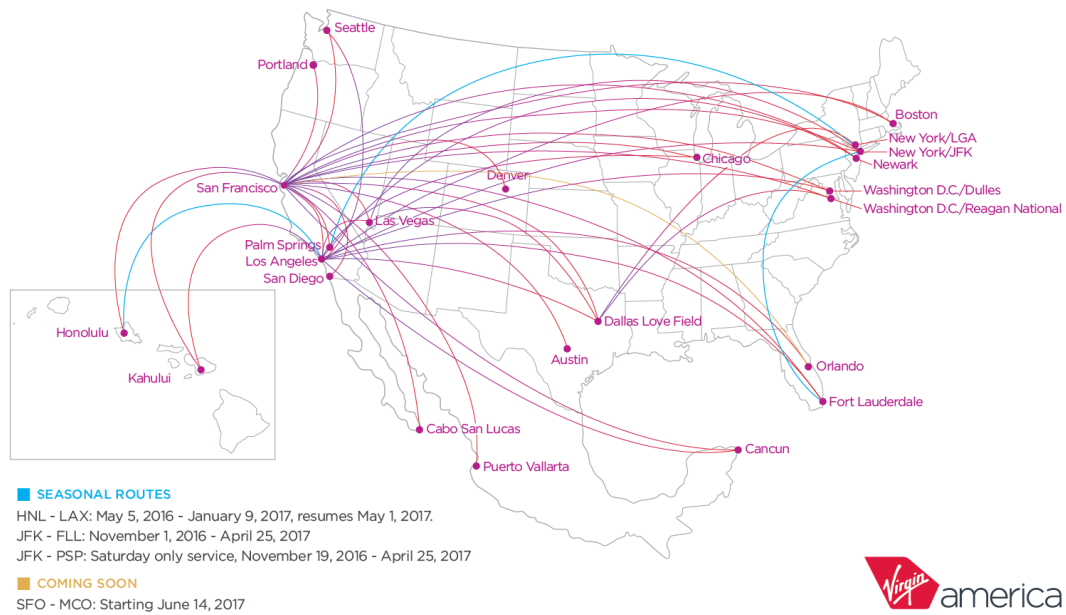 Seattle
Portland
Boston
New York/LGA
New York/JFK
Chicago
Newark
Denver
San Francisco
Washington D.C./Dulles
Washington D.C./Reagan National
Las Vegas
Palm Springs
Los Angeles
San Diego
Dallas Love Field
Honolulu
Austin
Orlando
Kahului
Fort Lauderdale
Cabo San Lucas
Cancun
Puerto Vallarta
SEASONAL ROUTES
HNL - LAX: May 5, 2016 - January 9, 2017, resumes May 1, 2017.
JFK - FLL: November 1, 2016 - April 25, 2017
JFK - PSP: Saturday only service, November 19, 2016 - April 25, 2017
COMING SOON
SFO - MCO: Starting June 14, 2017
Virgin america